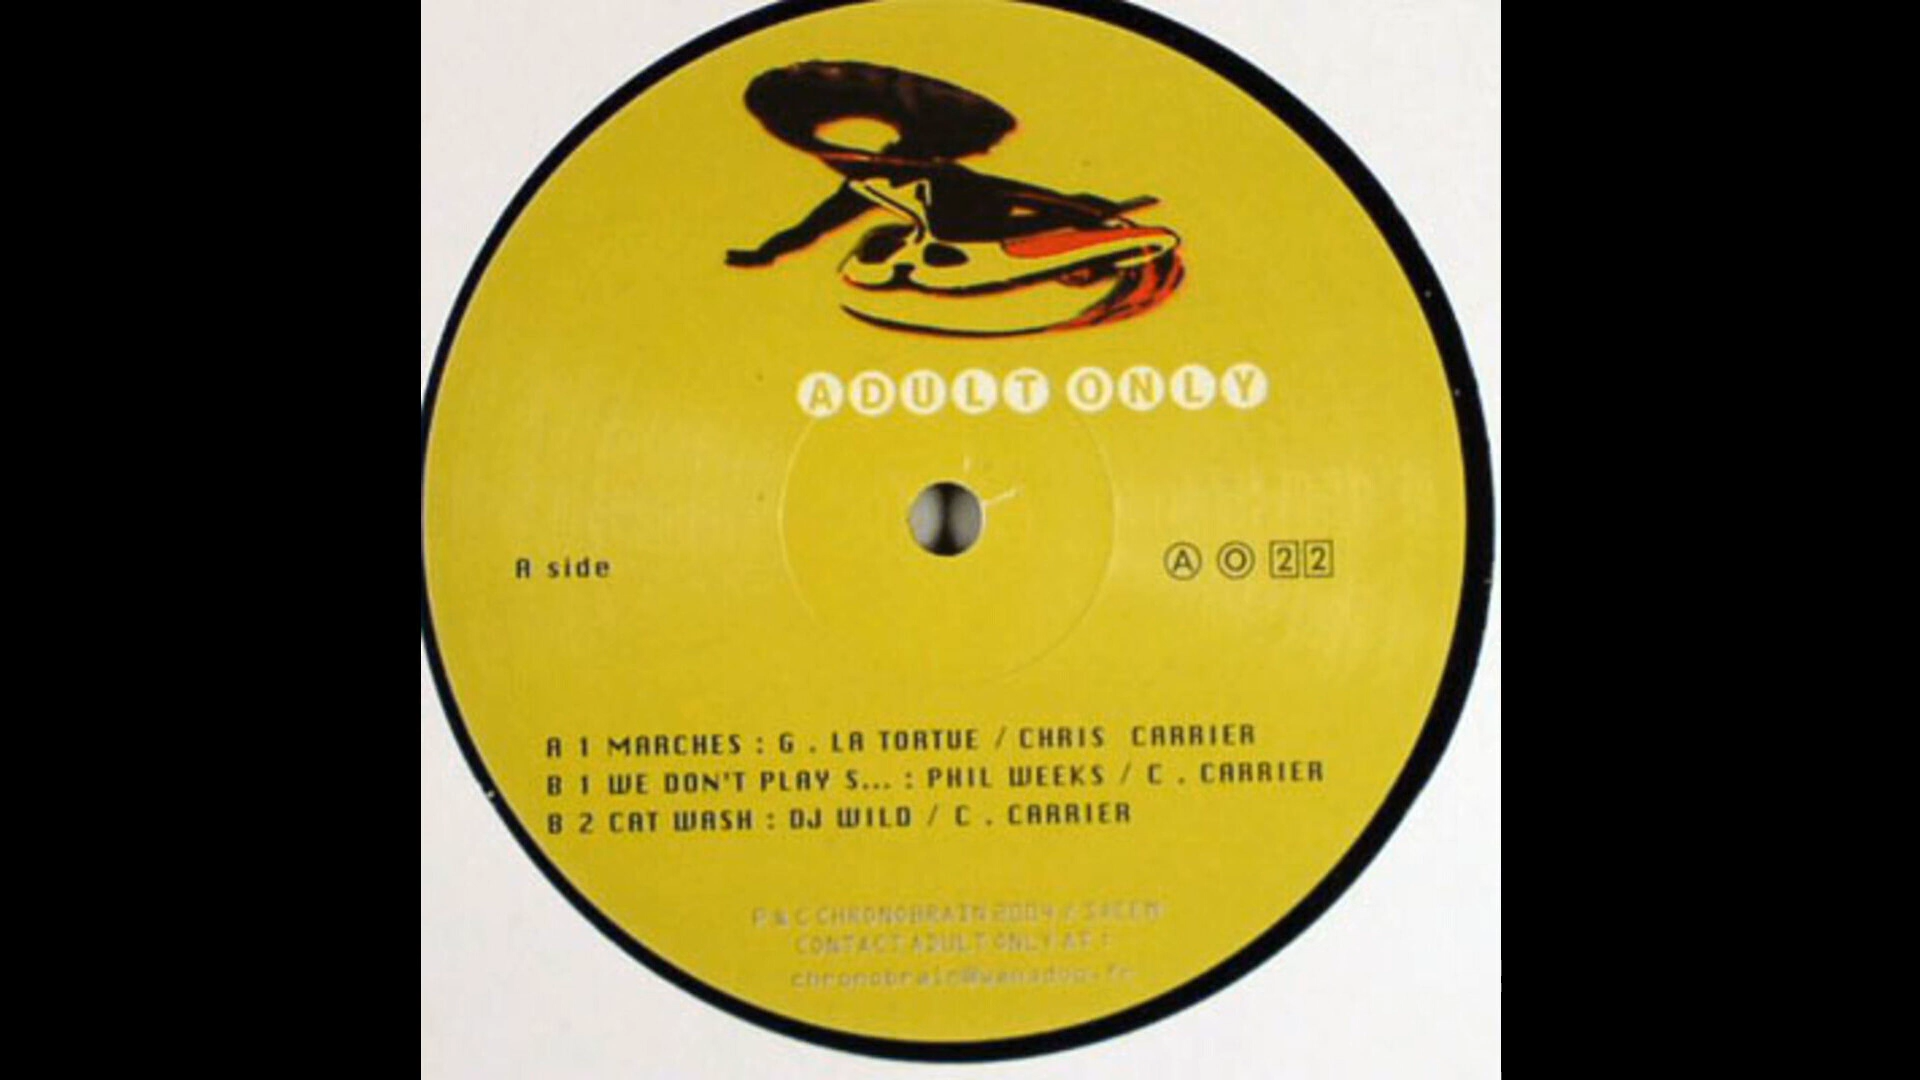 ADULT ONLY
A side
A O 22
A 1 MARCHES : G . LA TORTUE / CHRIS CARRIER
B 1 WE DON'T PLAY S... : PHIL WEEKS / C . CARRIER
B 2 CAT WASH : DJ WILD / C . CARRIER
P & C CHRONOBRAIN 2004 / SACEM
CONTACT ADULT ONLY AT :
chronobrain@wanadoo.fr